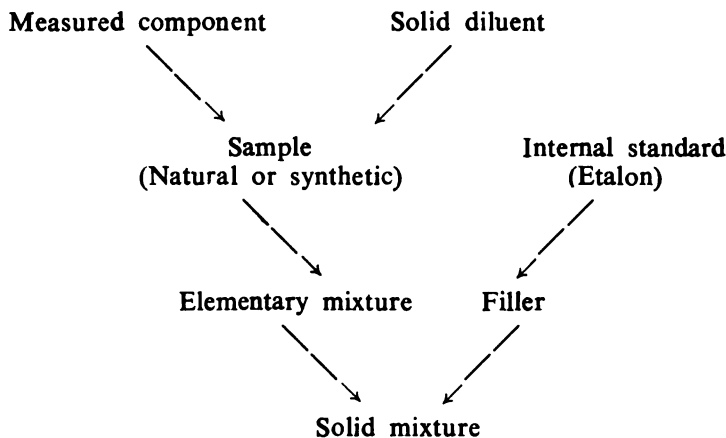 Measured component
Solid diluent
Sample
(Natural or synthetic)
Internal standard
(Etalon)
Elementary mixture
Filler
Solid mixture